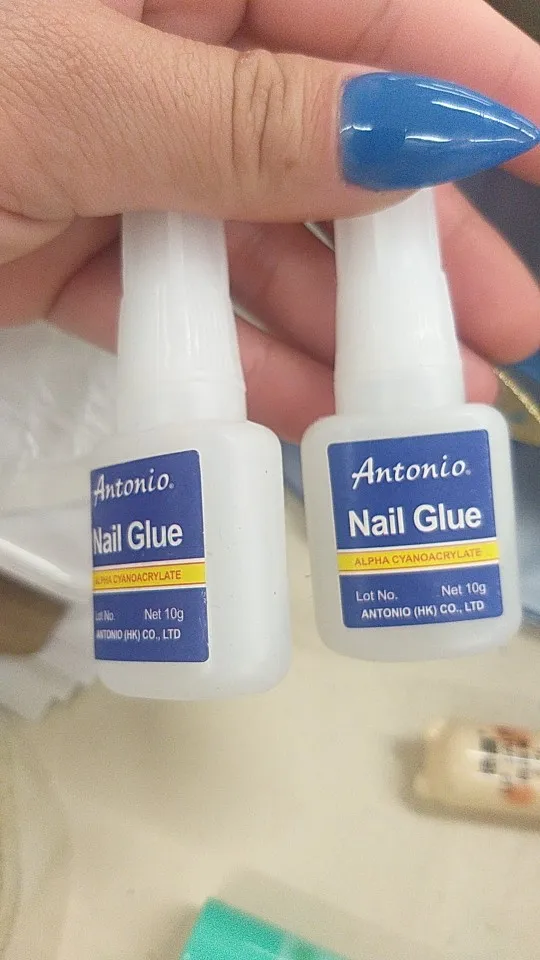 Antonio®
Nail Glue
ALPHA CYANOACRYLATE
Lot No. Net 10g
ANTONIO (HK) CO., LTD
Antonio®
Nail Glue
ALPHA CYANOACRYLATE
Lot No. Net 10g
ANTONIO (HK) CO., LTD